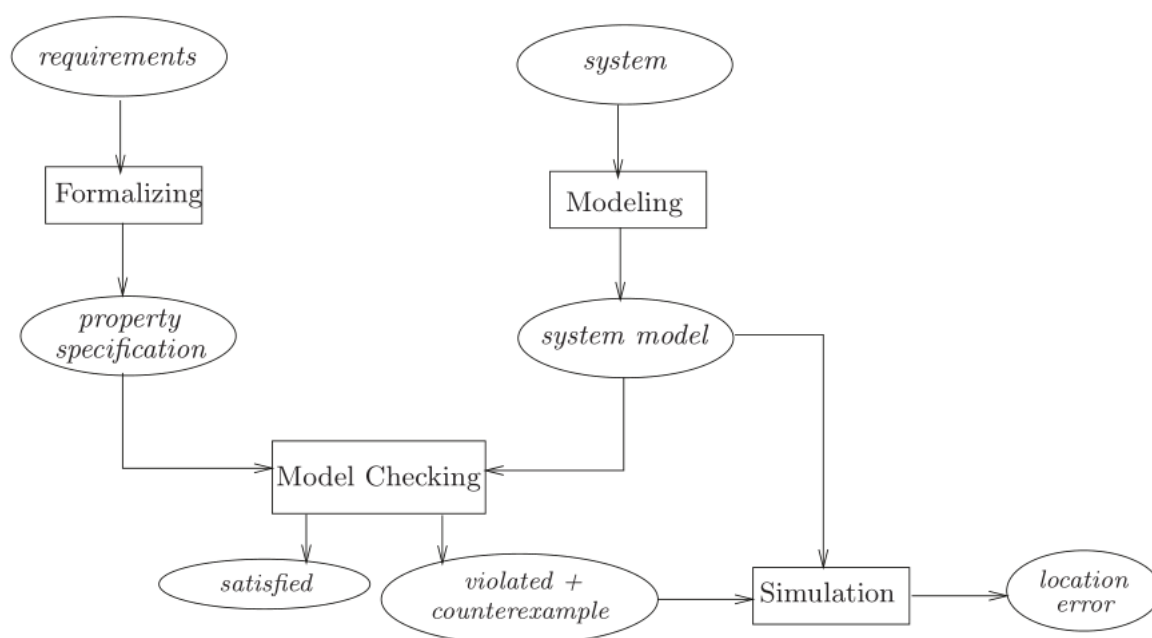 requirements
system
Formalizing
Modeling
property
specification
system model
Model Checking
satisfied
violated +
counterexample
Simulation
location
error